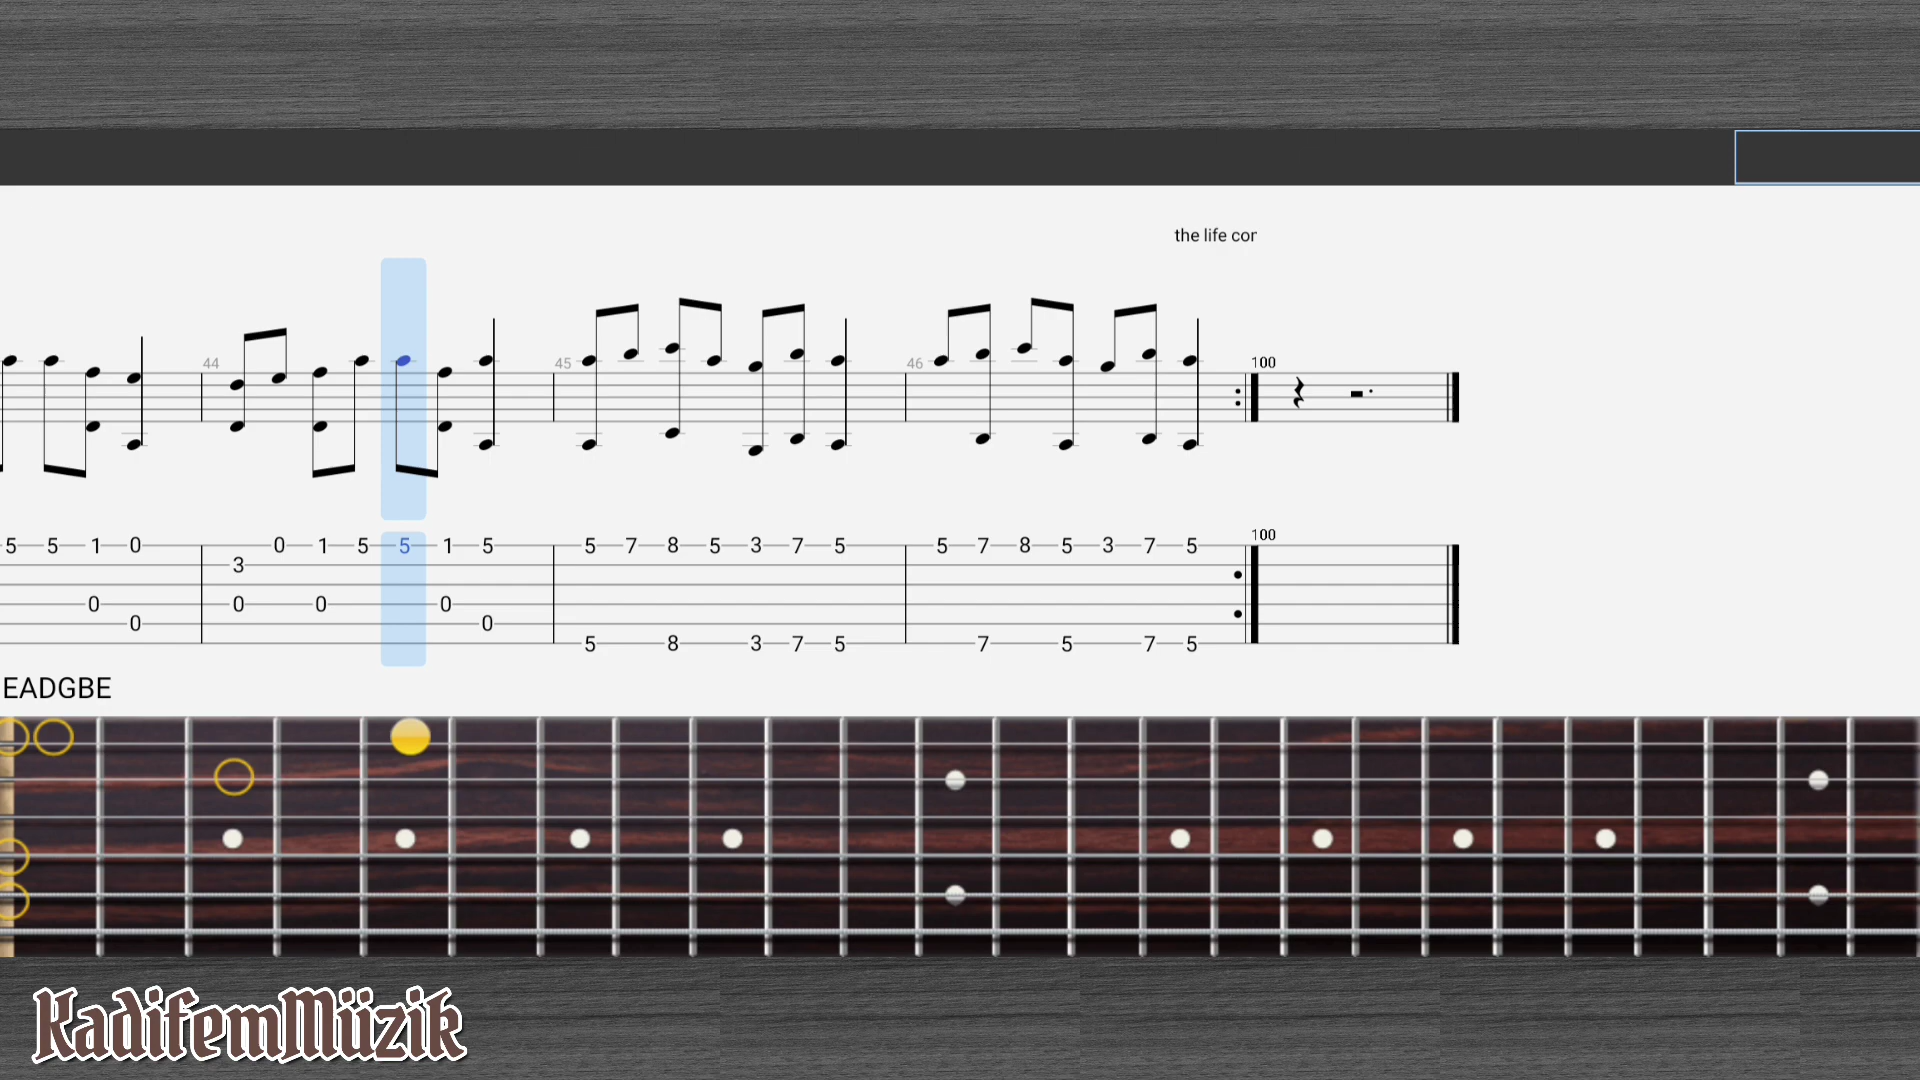 the life cor
44
45
46
100
100
5 5 1 0 0 1 5 5 1 5 5 7 8 5 3 7 5 5 7 8 5 3 7 5
3
0 0 0 0
0 0
5 8 3 7 5 7 5 7 5
EADGBE
KadifemMüzik